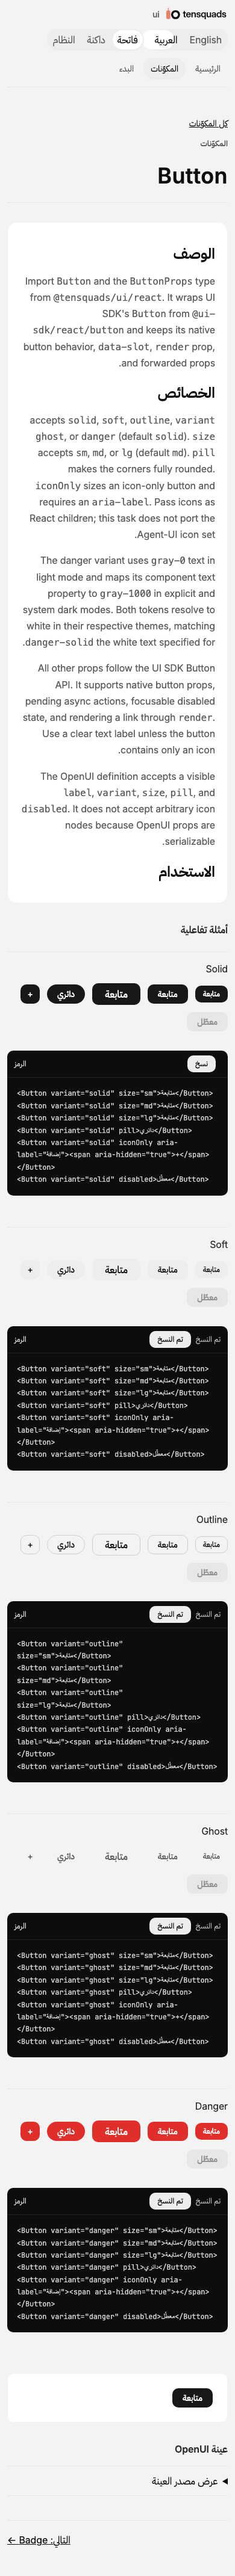 tensquads ui
English العربية فاتحة داكنة النظام
الرئيسية المكوّنات البدء
كل المكوّنات
المكوّنات
Button
الوصف
Import Button and the ButtonProps type
from @tensquads/ui/react. It wraps UI
SDK's Button from @ui-
sdk/react/button and keeps its native
button behavior, data-slot, render prop,
and forwarded props.
الخصائص
accepts solid, soft, outline, variant
ghost, or danger (default solid). size
accepts sm, md, or lg (default md). pill
makes the corners fully rounded.
iconOnly sizes an icon-only button and
requires an aria-label. Pass icons as
React children; this task does not port the
Agent-UI icon set.
The danger variant uses gray-0 text in
light mode and maps its component
property to gray-1000 in explicit and
system dark modes. Both tokens resolve to
white in their respective themes, matching
the white text specified for danger-solid.
All other props follow the UI SDK Button
API. It supports native button props,
pending async actions, focusable disabled
state, and rendering a link through render.
Use a clear text label unless the button
contains only an icon.
The OpenUI definition accepts a visible
label, variant, size, pill, and
disabled. It does not accept arbitrary icon
nodes because OpenUI props are
serializable.
الاستخدام
أمثلة تفاعلية
Solid
متابعة متابعة متابعة دائري +
معطّل
نسخ الرمز
<Button variant="solid" size="sm">متابعة</Button>
<Button variant="solid" size="md">متابعة</Button>
<Button variant="solid" size="lg">متابعة</Button>
<Button variant="solid" pill>دائري</Button>
<Button variant="solid" iconOnly aria-
label="إضافة"><span aria-hidden="true">+</span>
</Button>
<Button variant="solid" disabled>معطّل</Button>
Soft
متابعة متابعة متابعة دائري +
معطّل
تم النسخ تم النسخ الرمز
<Button variant="soft" size="sm">متابعة</Button>
<Button variant="soft" size="md">متابعة</Button>
<Button variant="soft" size="lg">متابعة</Button>
<Button variant="soft" pill>دائري</Button>
<Button variant="soft" iconOnly aria-
label="إضافة"><span aria-hidden="true">+</span>
</Button>
<Button variant="soft" disabled>معطّل</Button>
Outline
متابعة متابعة متابعة دائري +
معطّل
تم النسخ تم النسخ الرمز
<Button variant="outline"
size="sm">متابعة</Button>
<Button variant="outline"
size="md">متابعة</Button>
<Button variant="outline"
size="lg">متابعة</Button>
<Button variant="outline" pill>دائري</Button>
<Button variant="outline" iconOnly aria-
label="إضافة"><span aria-hidden="true">+</span>
</Button>
<Button variant="outline" disabled>معطّل</Button>
Ghost
متابعة متابعة متابعة دائري +
معطّل
تم النسخ تم النسخ الرمز
<Button variant="ghost" size="sm">متابعة</Button>
<Button variant="ghost" size="md">متابعة</Button>
<Button variant="ghost" size="lg">متابعة</Button>
<Button variant="ghost" pill>دائري</Button>
<Button variant="ghost" iconOnly aria-
label="إضافة"><span aria-hidden="true">+</span>
</Button>
<Button variant="ghost" disabled>معطّل</Button>
Danger
متابعة متابعة متابعة دائري +
معطّل
تم النسخ تم النسخ الرمز
<Button variant="danger" size="sm">متابعة</Button>
<Button variant="danger" size="md">متابعة</Button>
<Button variant="danger" size="lg">متابعة</Button>
<Button variant="danger" pill>دائري</Button>
<Button variant="danger" iconOnly aria-
label="إضافة"><span aria-hidden="true">+</span>
</Button>
<Button variant="danger" disabled>معطّل</Button>
متابعة
عينة OpenUI
عرض مصدر العينة
التالي: Badge ←